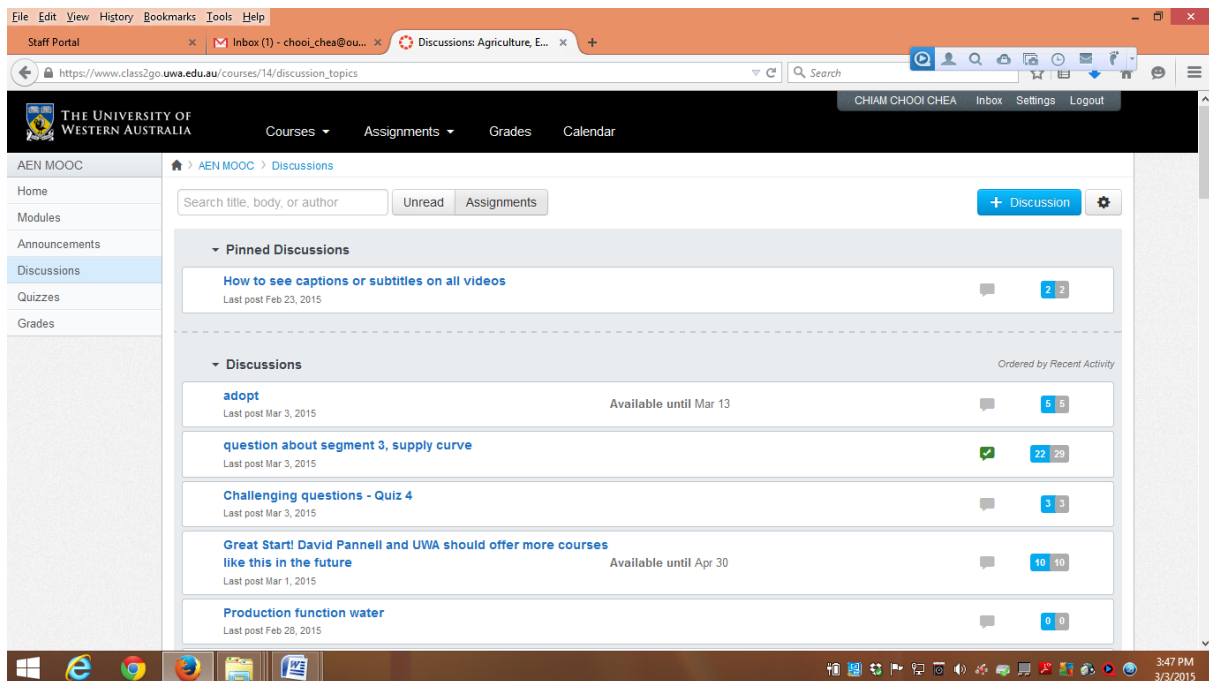 File Edit View History Bookmarks Tools Help
Staff Portal
Inbox (1) - chooi_chea@ou...
Discussions: Agriculture, E...
https://www.class2go.uwa.edu.au/courses/14/discussion_topics
Search
CHIAM CHOOI CHEA Inbox Settings Logout
THE UNIVERSITY OF
WESTERN AUSTRALIA
Courses Assignments Grades Calendar
AEN MOOC
Home
Modules
Announcements
Discussions
Quizzes
Grades
AEN MOOC > Discussions
Search title, body, or author
Unread Assignments
+ Discussion
Pinned Discussions
How to see captions or subtitles on all videos
Last post Feb 23, 2015
2 2
Discussions
Ordered by Recent Activity
adopt
Last post Mar 3, 2015
Available until Mar 13
5 5
question about segment 3, supply curve
Last post Mar 3, 2015
22 29
Challenging questions - Quiz 4
Last post Mar 3, 2015
3 3
Great Start! David Pannell and UWA should offer more courses
like this in the future
Last post Mar 1, 2015
Available until Apr 30
10 10
Production function water
Last post Feb 28, 2015
0 0
3:47 PM
3/3/2015